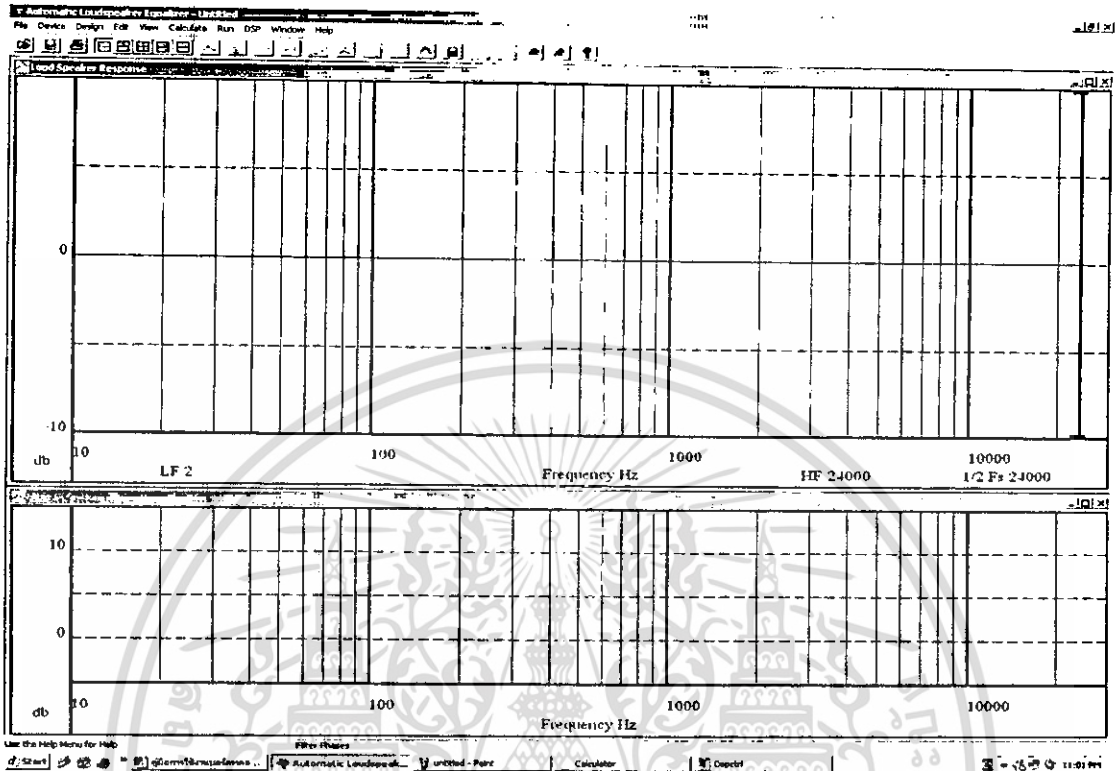 Automatic Loudspeaker Equalizer - Untitled
File Device Design Edit View Calculate Run DSP Window Help
Loud Speaker Response
0
-10
db 10 100 1000 10000
LF 2 Frequency Hz HF 24000 1/2 Fs 24000
10
0
db 10 100 1000 10000
Frequency Hz
Use the Help Menu for Help Filter Phases
Start Automatic Loudspeak... untitled - Paint Calculator 11:01 PM